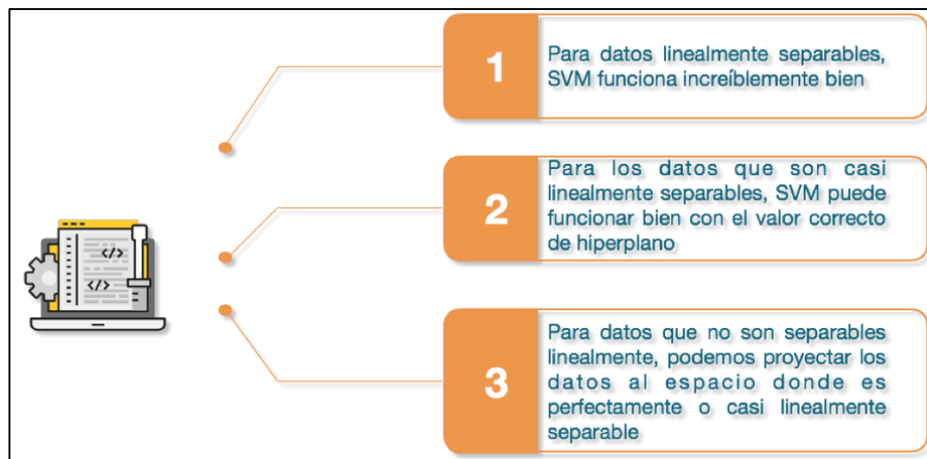 1
Para datos linealmente separables,
SVM funciona increíblemente bien
2
Para los datos que son casi
linealmente separables, SVM puede
funcionar bien con el valor correcto
de hiperplano
</>
</>
3
Para datos que no son separables
linealmente, podemos proyectar los
datos al espacio donde es
perfectamente o casi linealmente
separable